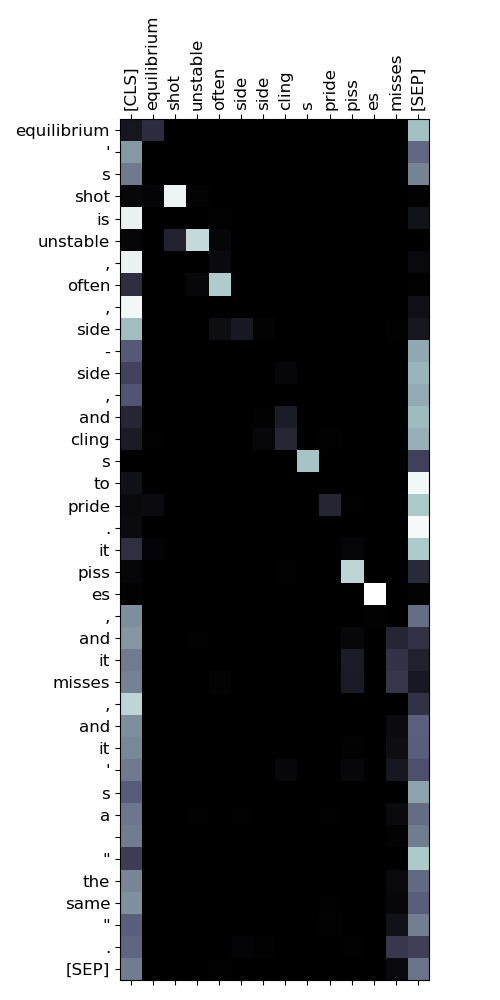 [CLS]
equilibrium
shot
unstable
often
side
side
cling
s
pride
piss
es
misses
[SEP]
equilibrium
'
s
shot
is
unstable
,
often
,
side
-
side
,
and
cling
s
to
pride
.
it
piss
es
,
and
it
misses
,
and
it
'
s
a
"
the
same
"
.
[SEP]